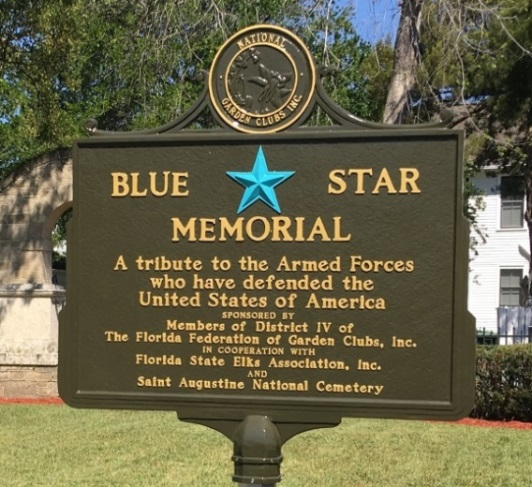 NATIONAL
GARDEN CLUBS INC.
BLUE STAR
MEMORIAL
A tribute to the Armed Forces
who have defended the
United States of America
SPONSORED BY
Members of District IV of
The Florida Federation of Garden Clubs, Inc.
IN COOPERATION WITH
Florida State Elks Association, Inc.
AND
Saint Augustine National Cemetery